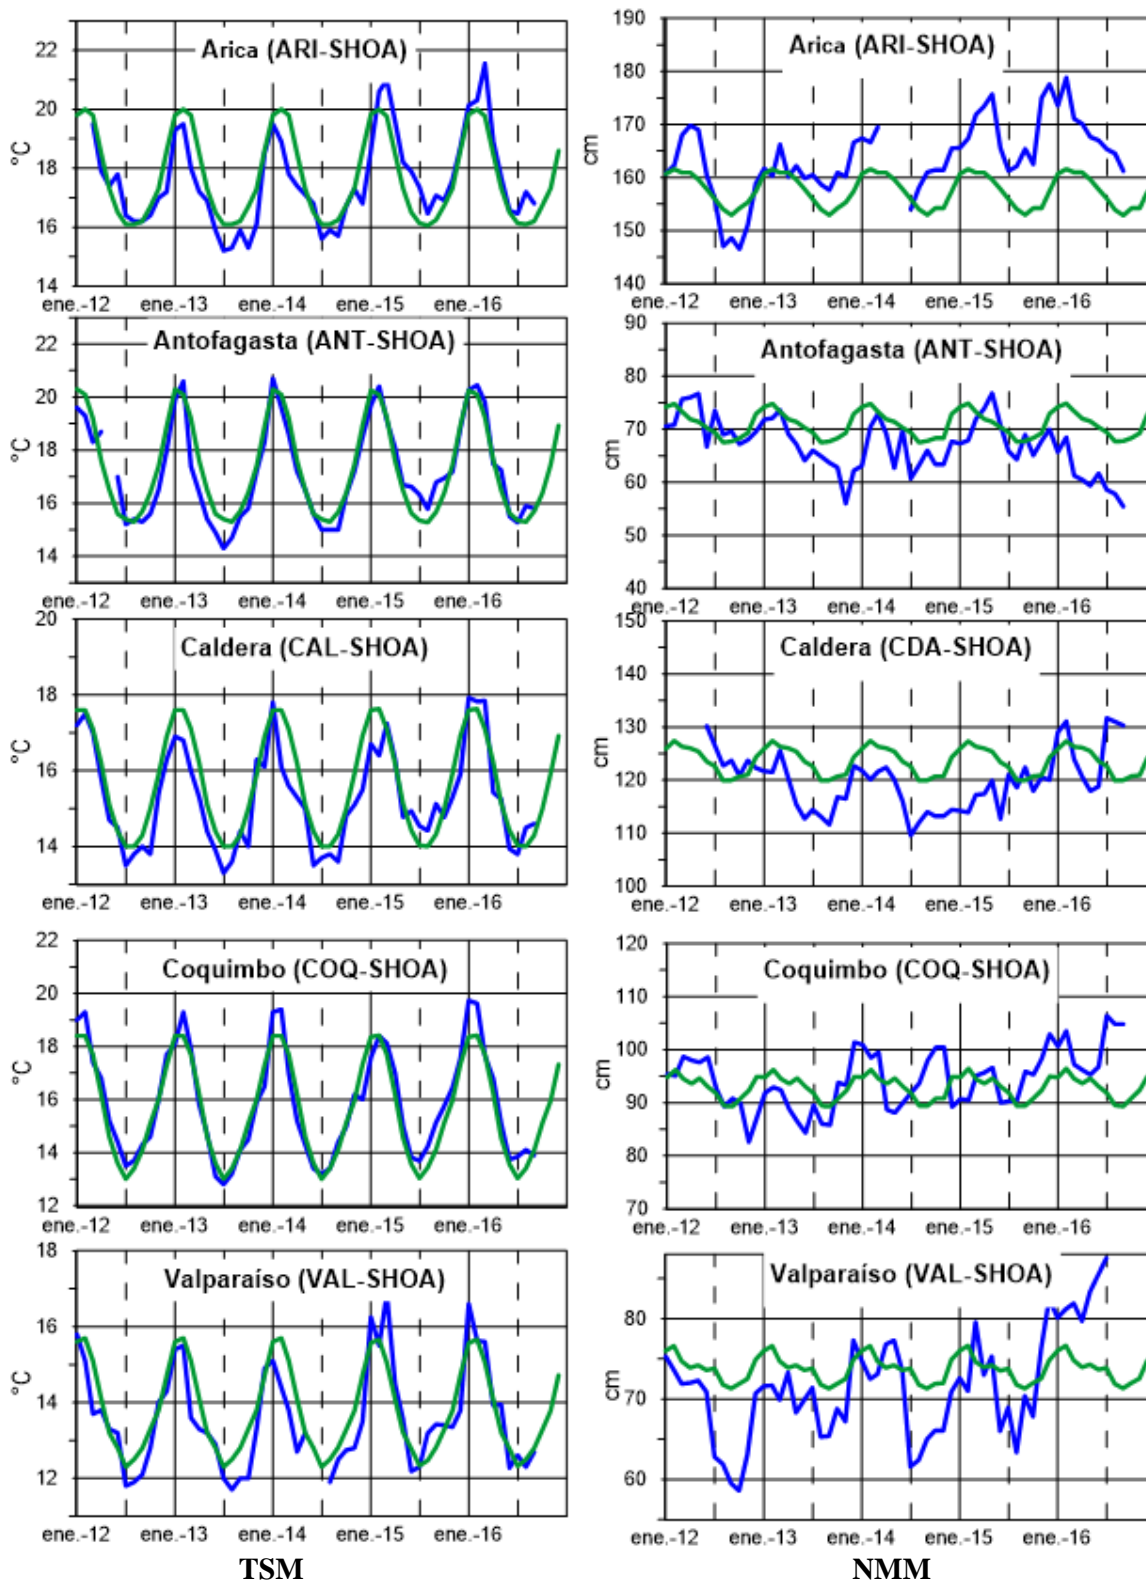 Arica (ARI-SHOA)
22
20
18
16
14
°C
ene.-12 ene.-13 ene.-14 ene.-15 ene.-16
Arica (ARI-SHOA)
190
180
170
160
150
140
cm
ene.-12 ene.-13 ene.-14 ene.-15 ene.-16
Antofagasta (ANT-SHOA)
22
20
18
16
14
°C
ene.-12 ene.-13 ene.-14 ene.-15 ene.-16
Antofagasta (ANT-SHOA)
90
80
70
60
50
40
cm
ene.-12 ene.-13 ene.-14 ene.-15 ene.-16
Caldera (CAL-SHOA)
20
18
16
14
°C
ene.-12 ene.-13 ene.-14 ene.-15 ene.-16
Caldera (CDA-SHOA)
150
140
130
120
110
100
cm
ene.-12 ene.-13 ene.-14 ene.-15 ene.-16
Coquimbo (COQ-SHOA)
22
20
18
16
14
12
°C
ene.-12 ene.-13 ene.-14 ene.-15 ene.-16
Coquimbo (COQ-SHOA)
120
110
100
90
80
70
cm
ene.-12 ene.-13 ene.-14 ene.-15 ene.-16
Valparaíso (VAL-SHOA)
18
16
14
12
°C
ene.-12 ene.-13 ene.-14 ene.-15 ene.-16
TSM
Valparaíso (VAL-SHOA)
80
70
60
cm
ene.-12 ene.-13 ene.-14 ene.-15 ene.-16
NMM